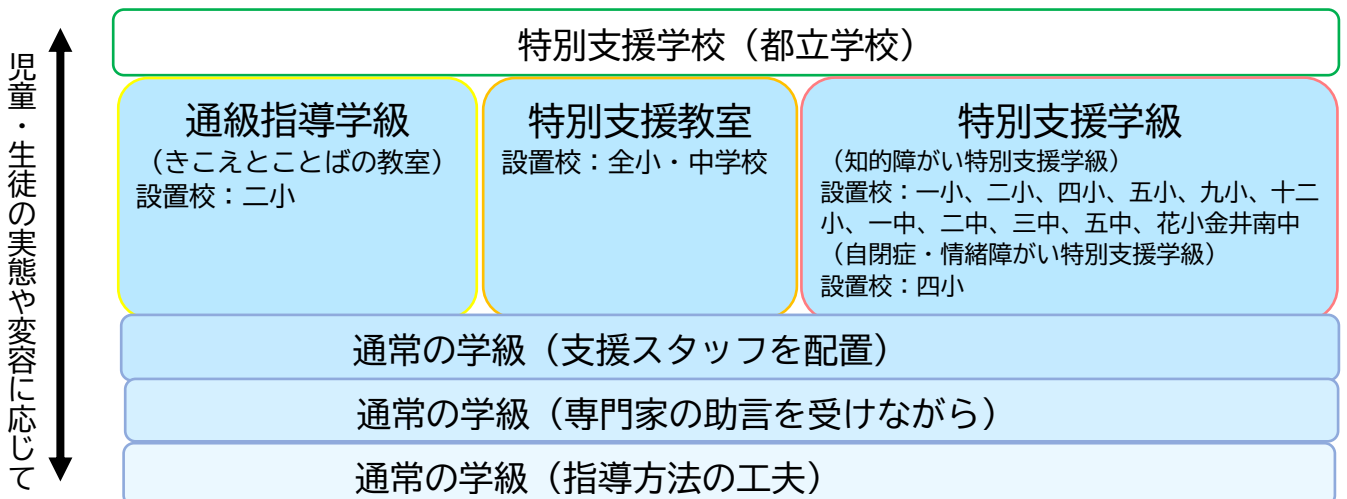 児童・生徒の実態や変容に応じて
特別支援学校（都立学校）
通級指導学級
（きこえとことばの教室）
設置校：二小
特別支援教室
設置校：全小・中学校
特別支援学級
（知的障がい特別支援学級）
設置校：一小、二小、四小、五小、九小、十二
小、一中、二中、三中、五中、花小金井南中
（自閉症・情緒障がい特別支援学級）
設置校：四小
通常の学級（支援スタッフを配置）
通常の学級（専門家の助言を受けながら）
通常の学級（指導方法の工夫）